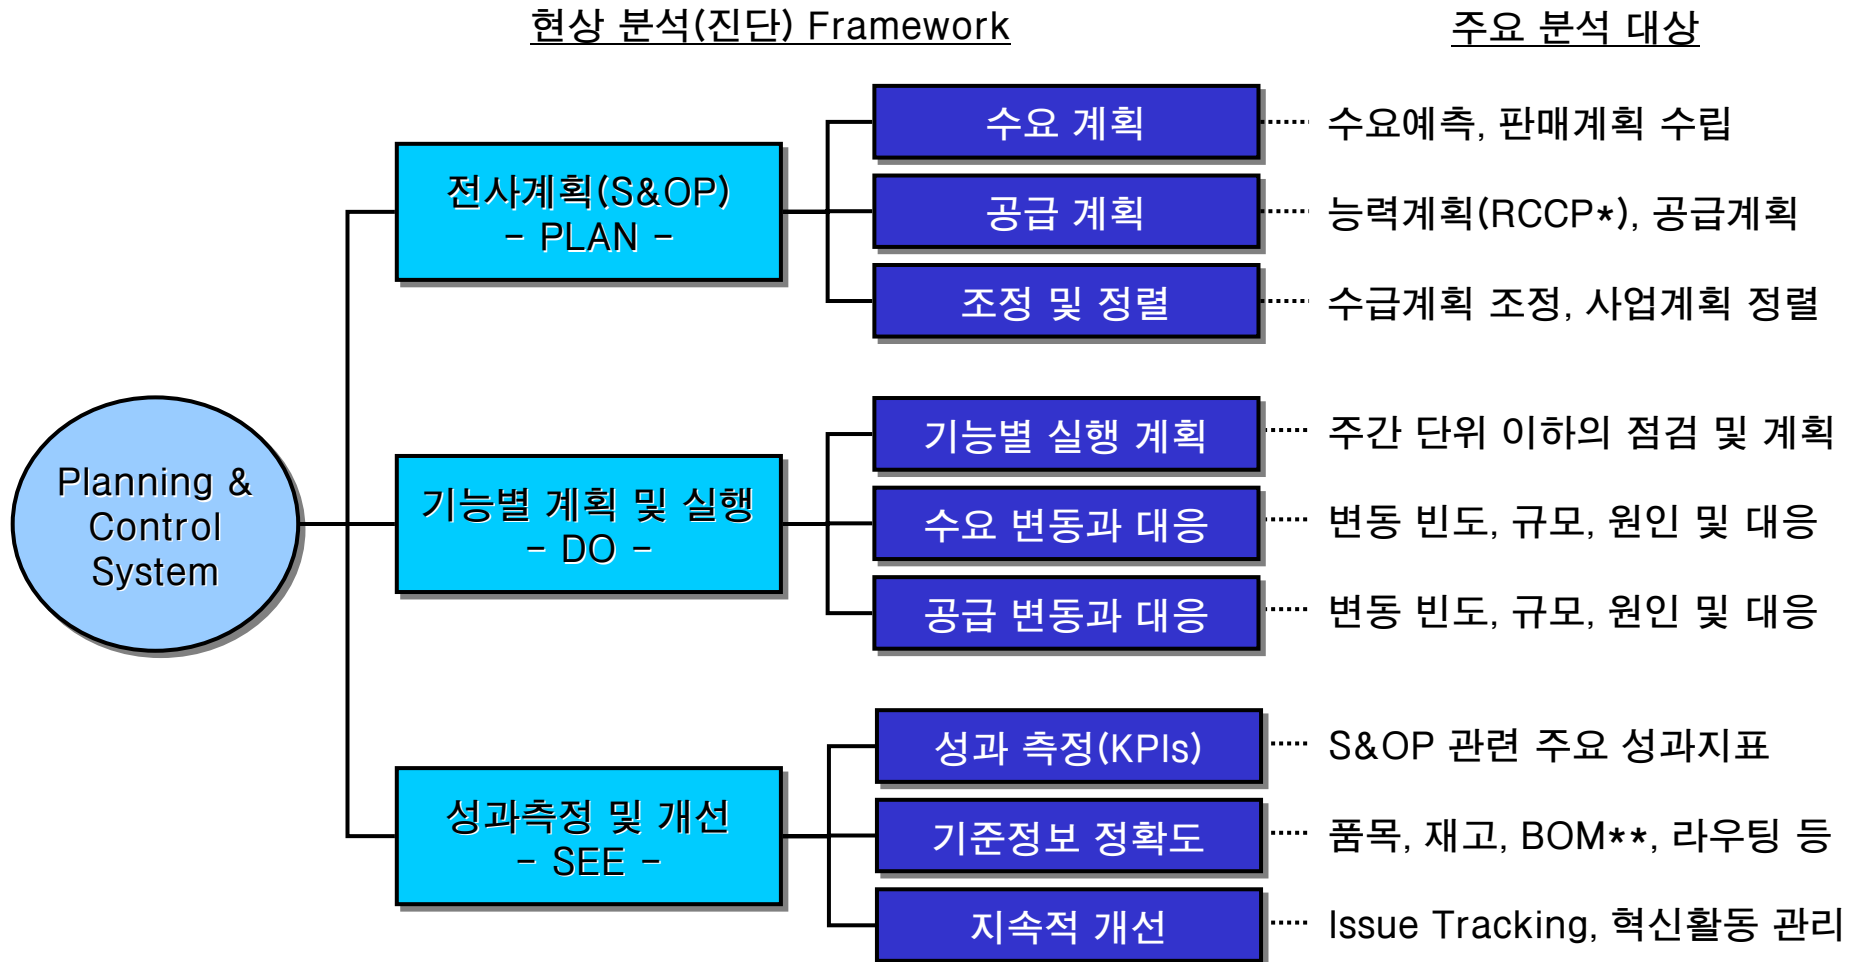 현상 분석(진단) Framework
주요 분석 대상
Planning &
Control
System
전사계획(S&OP)
- PLAN -
수요 계획
수요예측, 판매계획 수립
공급 계획
능력계획(RCCP*), 공급계획
조정 및 정렬
수급계획 조정, 사업계획 정렬
기능별 계획 및 실행
- DO -
기능별 실행 계획
주간 단위 이하의 점검 및 계획
수요 변동과 대응
변동 빈도, 규모, 원인 및 대응
공급 변동과 대응
변동 빈도, 규모, 원인 및 대응
성과측정 및 개선
- SEE -
성과 측정(KPIs)
S&OP 관련 주요 성과지표
기준정보 정확도
품목, 재고, BOM**, 라우팅 등
지속적 개선
Issue Tracking, 혁신활동 관리